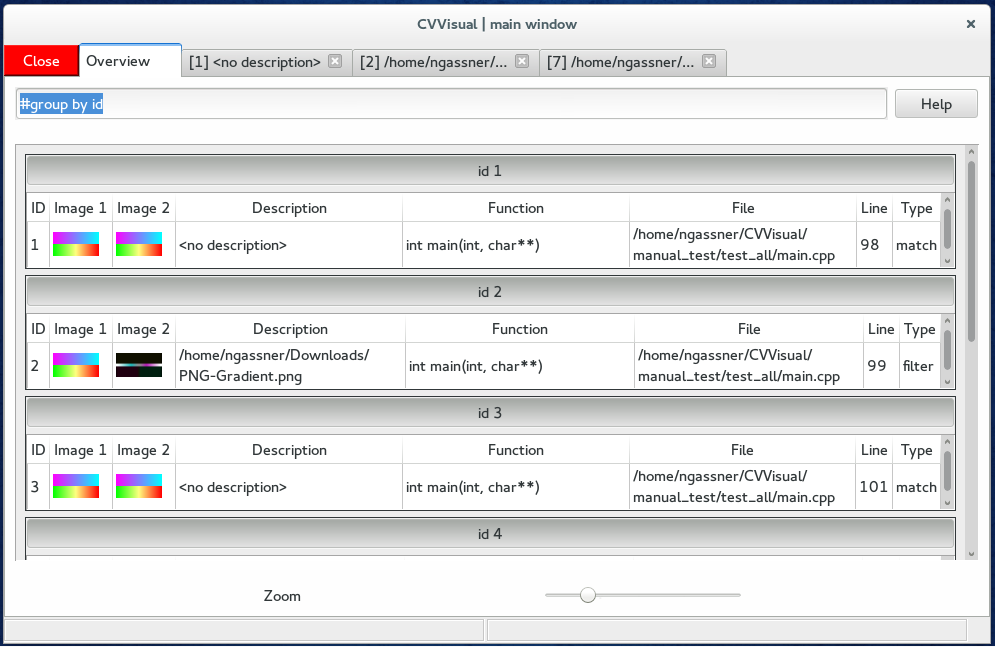 CVVisual | main window
Close Overview [1] <no description> [2] /home/ngassner/... [7] /home/ngassner/...
#group by id Help
id 1
ID Image 1 Image 2 Description Function File Line Type
1 <no description> int main(int, char**) /home/ngassner/CVVisual/ 98 match
manual_test/test_all/main.cpp
id 2
ID Image 1 Image 2 Description Function File Line Type
2 /home/ngassner/Downloads/ int main(int, char**) /home/ngassner/CVVisual/ 99 filter
PNG-Gradient.png manual_test/test_all/main.cpp
id 3
ID Image 1 Image 2 Description Function File Line Type
3 <no description> int main(int, char**) /home/ngassner/CVVisual/ 101 match
manual_test/test_all/main.cpp
id 4
Zoom